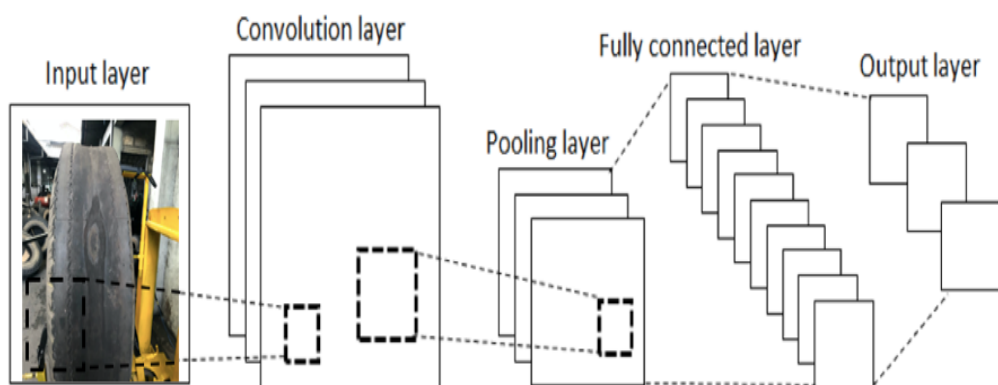 Input layer
Convolution layer
Pooling layer
Fully connected layer
Output layer